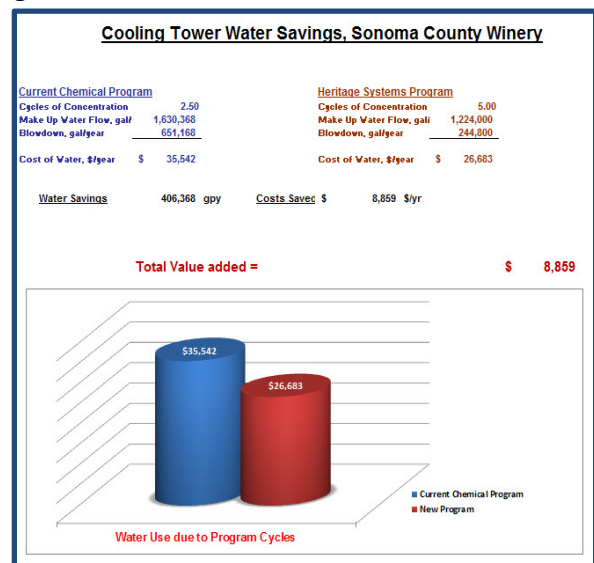 Cooling Tower Water Savings, Sonoma County Winery
Current Chemical Program
Cycles of Concentration 2.50
Make Up Water Flow, gal/ 1,630,368
Blowdown, gal/year 651,168
Cost of Water, $/year $ 35,542
Heritage Systems Program
Cycles of Concentration 5.00
Make Up Water Flow, gall 1,224,000
Blowdown, gal/year 244,800
Cost of Water, $/year $ 26,683
Water Savings 406,368 gpy Costs Saved $ 8,859 $/yr
Total Value added = $ 8,859
$35,542
$26,683
Current Chemical Program
New Program
Water Use due to Program Cycles